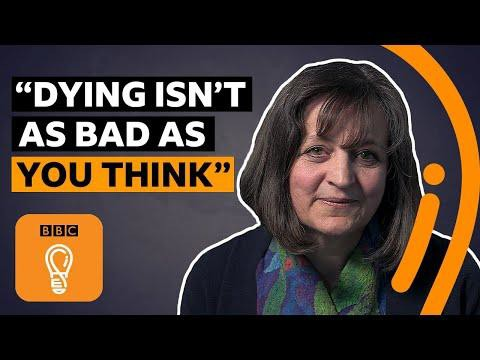 “DYING ISN’T
AS BAD AS
YOU THINK”
BBC